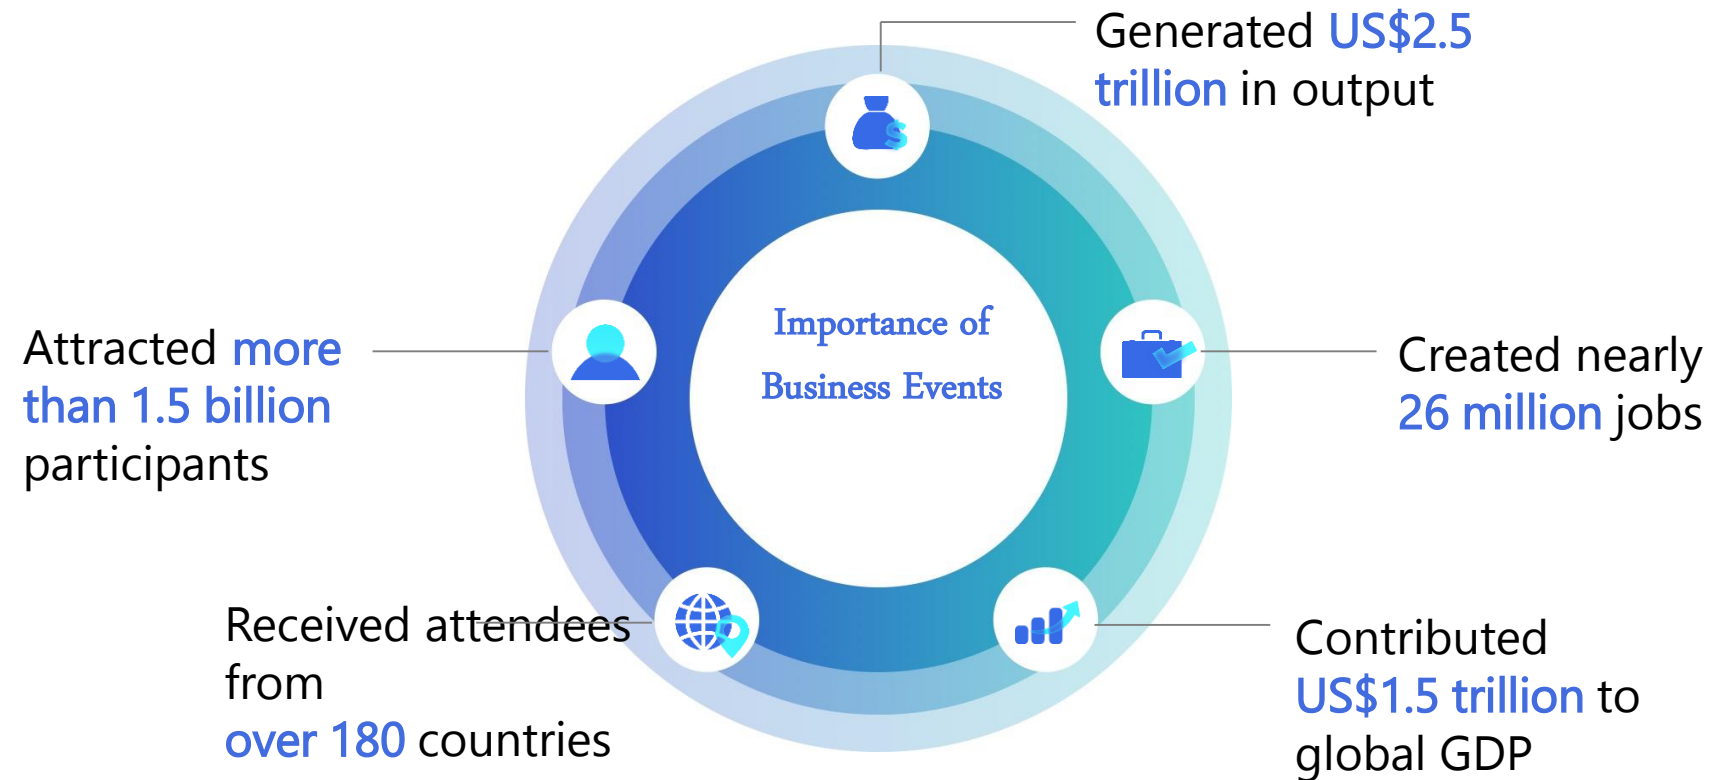 Generated US$2.5
trillion in output
Importance of
Business Events
Attracted more
than 1.5 billion
participants
Created nearly
26 million jobs
Received attendees
from
over 180 countries
Contributed
US$1.5 trillion to
global GDP